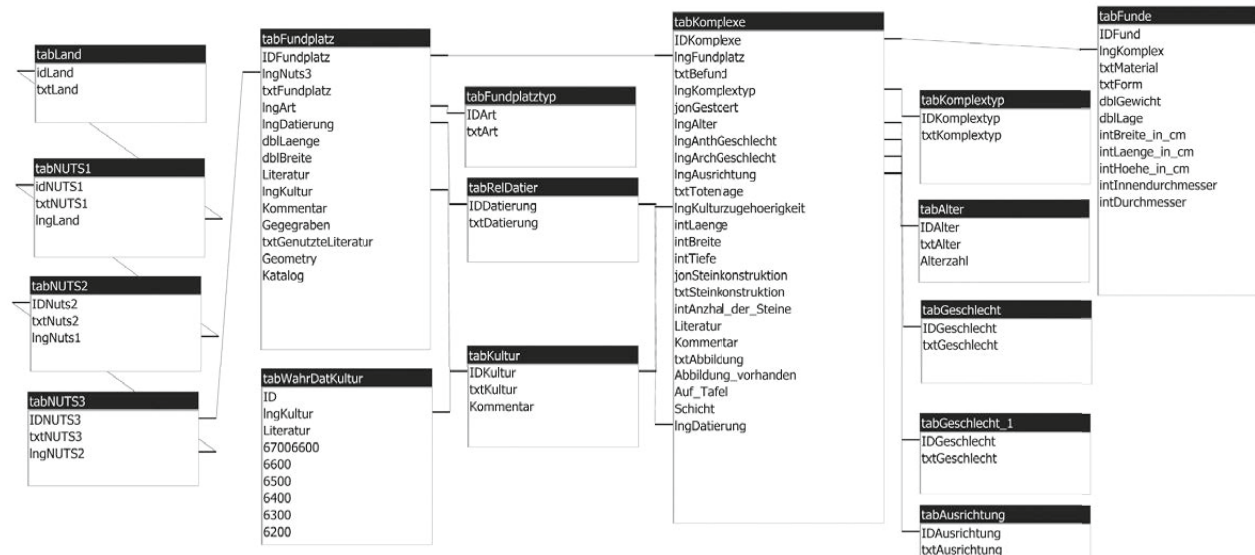 tabLand
idLand
txtLand
tabNUTS1
idNUTS1
txtNUTS1
lngLand
tabNUTS2
IDNuts2
txtNuts2
lngNuts1
tabNUTS3
IDNUTS3
txtNUTS3
lngNUTS2
tabFundplatz
IDFundplatz
lngNuts3
txtFundplatz
lngArt
lngDatierung
dblLaenge
dblBreite
Literatur
lngKultur
Kommentar
Gegegraben
txtGenutzteLiteratur
Geometry
Katalog
tabWahrDatKultur
ID
lngKultur
Literatur
67006600
6600
6500
6400
6300
6200
tabFundplatztyp
IDArt
txtArt
tabRelDatier
IDDatierung
txtDatierung
tabKultur
IDKultur
txtKultur
Kommentar
tabKomplexe
IDKomplexe
lngFundplatz
txtBefund
lngKomplextyp
jonGestcert
lngAlter
lngAnthGeschlecht
lngArchGeschlecht
lngAusrichtung
txtTotenage
lngKulturzugehoerigkeit
intLaenge
intBreite
intTiefe
jonSteinkonstruktion
txtSteinkonstruktion
intAnzhal_der_Steine
Literatur
Kommentar
txtAbbildung
Abbildung_vorhanden
Auf_Tafel
Schicht
lngDatierung
tabKomplextyp
IDKomplextyp
txtKomplextyp
tabAlter
IDAlter
txtAlter
Alterzahl
tabGeschlecht
IDGeschlecht
txtGeschlecht
tabGeschlecht_1
IDGeschlecht
txtGeschlecht
tabAusrichtung
IDAusrichtung
txtAusrichtung
tabFunde
IDFund
lngKomplex
txtMaterial
txtForm
dblGewicht
dblLage
intBreite_in_cm
intLaenge_in_cm
intHoehe_in_cm
intInnendurchmesser
intDurchmesser